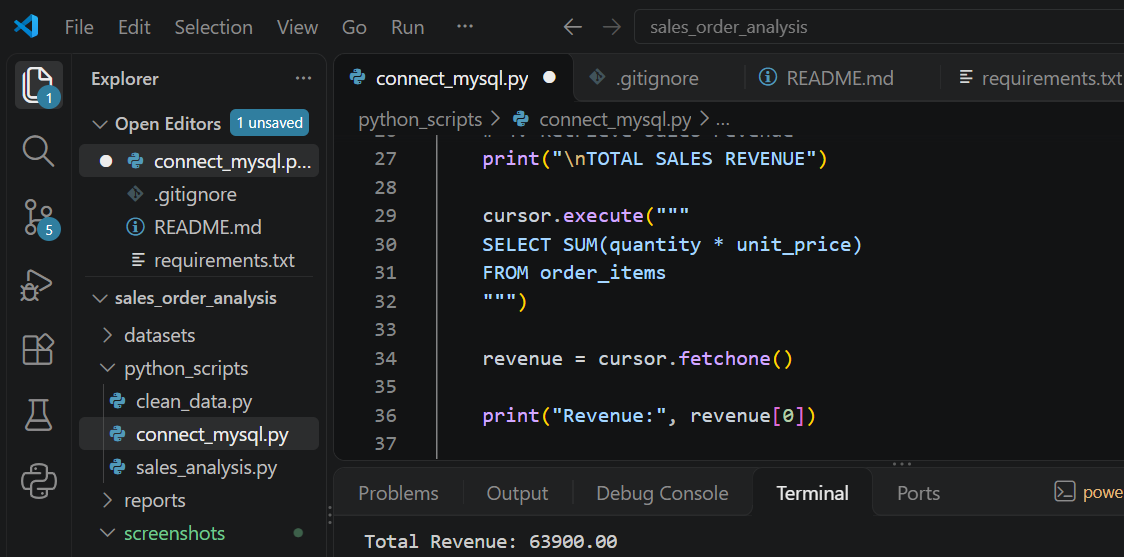 File Edit Selection View Go Run ··· sales_order_analysis
Explorer ···
1
Open Editors 1 unsaved
connect_mysql.p...
.gitignore
README.md
requirements.txt
5
sales_order_analysis
datasets
python_scripts
clean_data.py
connect_mysql.py
sales_analysis.py
reports
screenshots
connect_mysql.py .gitignore README.md requirements.txt
python_scripts > connect_mysql.py > ...
27 print("\nTOTAL SALES REVENUE")
28
29 cursor.execute("""
30 SELECT SUM(quantity * unit_price)
31 FROM order_items
32 """)
33
34 revenue = cursor.fetchone()
35
36 print("Revenue:", revenue[0])
37
Problems Output Debug Console Terminal Ports powe
Total Revenue: 63900.00